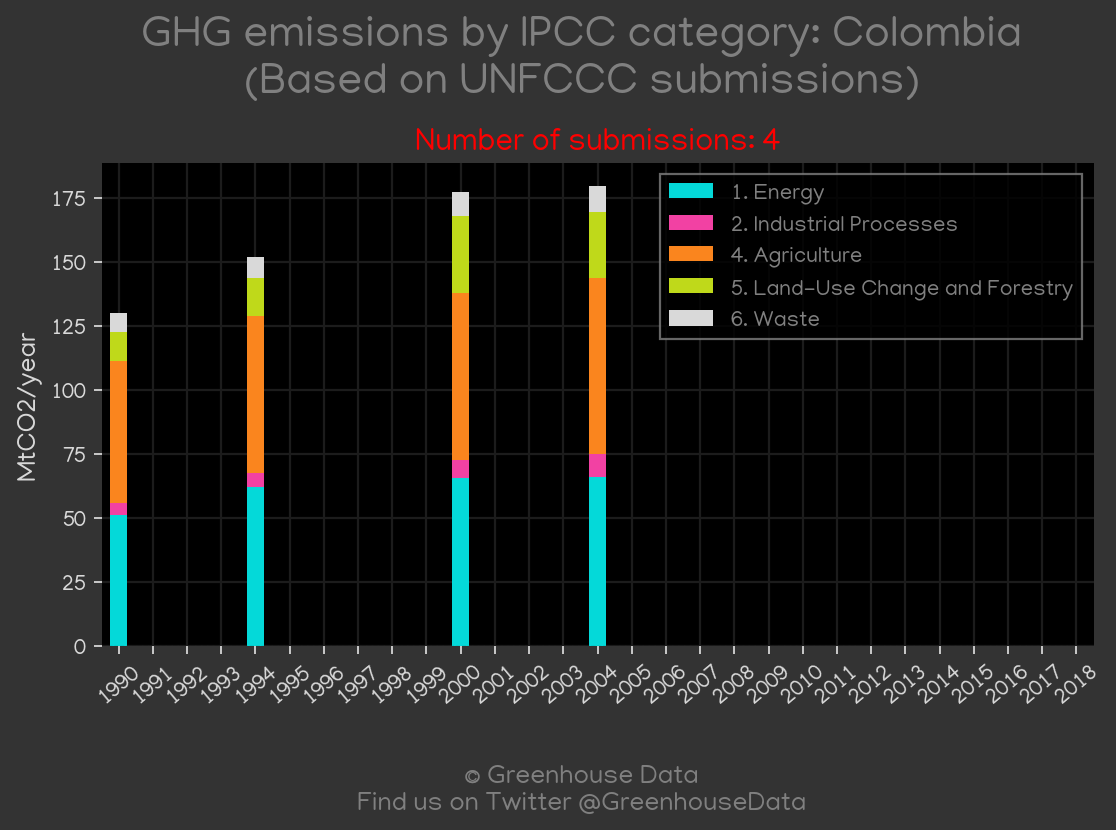 GHG emissions by IPCC category: Colombia
(Based on UNFCCC submissions)
Number of submissions: 4
1. Energy
2. Industrial Processes
4. Agriculture
5. Land-Use Change and Forestry
6. Waste
MtCO2/year
175
150
125
100
75
50
25
0
1990 1991 1992 1993 1994 1995 1996 1997 1998 1999 2000 2001 2002 2003 2004 2005 2006 2007 2008 2009 2010 2011 2012 2013 2014 2015 2016 2017 2018
© Greenhouse Data
Find us on Twitter @GreenhouseData